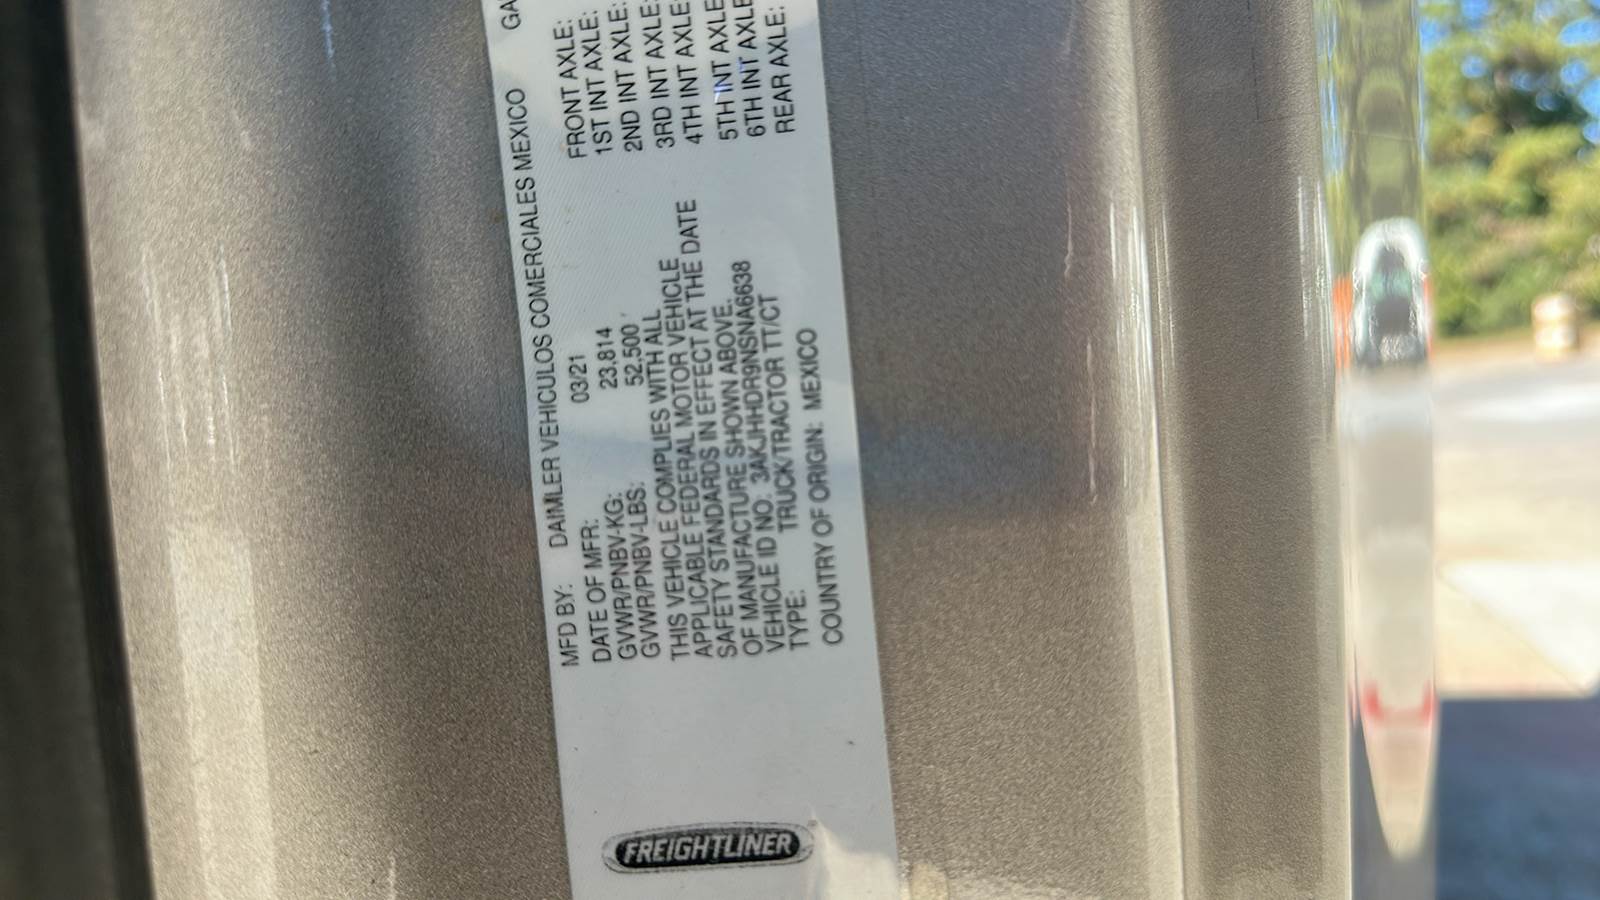 MFD BY: DAIMLER VEHICULOS COMERCIALES MEXICO GA
DATE OF MFR: 03/21
GVWR/PNBV-KG: 23,814
GVWR/PNBV-LBS: 52,500
THIS VEHICLE COMPLIES WITH ALL
APPLICABLE FEDERAL MOTOR VEHICLE
SAFETY STANDARDS IN EFFECT AT THE DATE
OF MANUFACTURE SHOWN ABOVE.
VEHICLE ID NO: 3AKJHHDR9NSNA6638
TYPE: TRUCK/TRACTOR TT/CT
COUNTRY OF ORIGIN: MEXICO
FRONT AXLE:
1ST INT AXLE:
2ND INT AXLE:
3RD INT AXLE:
4TH INT AXLE:
5TH INT AXLE
6TH INT AXLE
REAR AXLE:
FREIGHTLINER